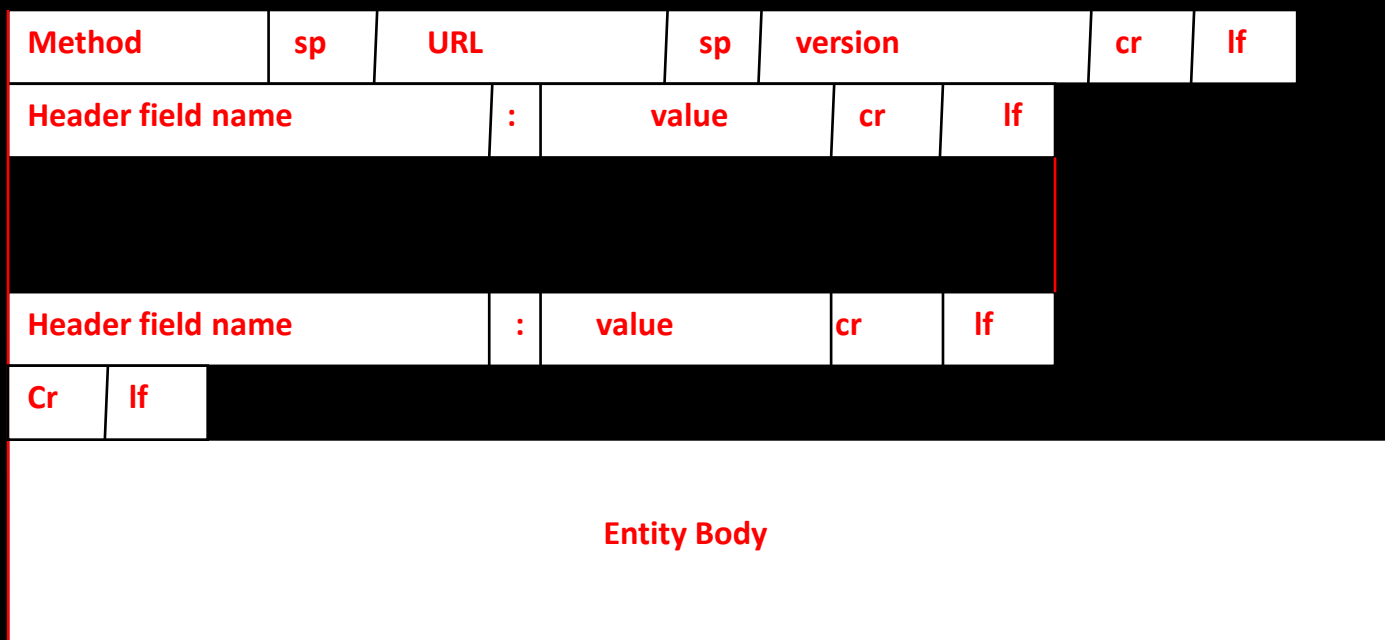 Method sp URL sp version cr lf
Header field name : value cr lf
Header field name : value cr lf
Cr lf
Entity Body